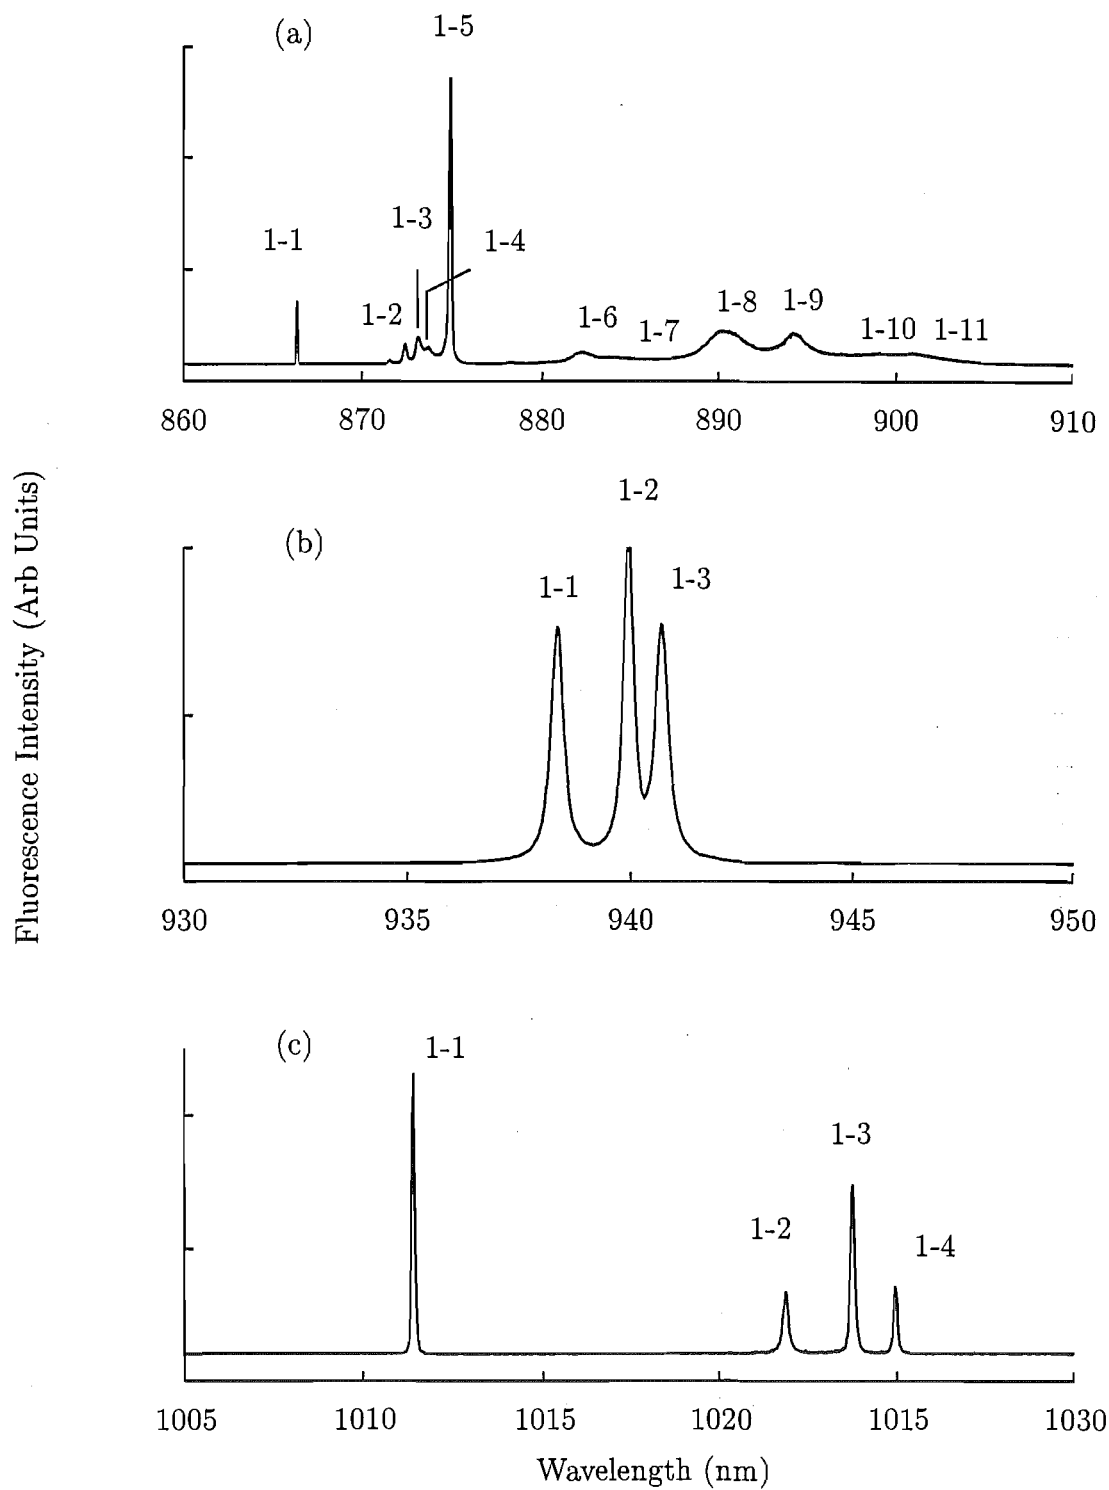 (a)
1-5
1-3
1-1
1-4
1-2
1-6
1-7
1-8
1-9
1-10
1-11
860 870 880 890 900 910
Fluorescence Intensity (Arb Units)
(b)
1-2
1-1
1-3
930 935 940 945 950
(c)
1-1
1-3
1-2
1-4
1005 1010 1015 1020 1015 1030
Wavelength (nm)